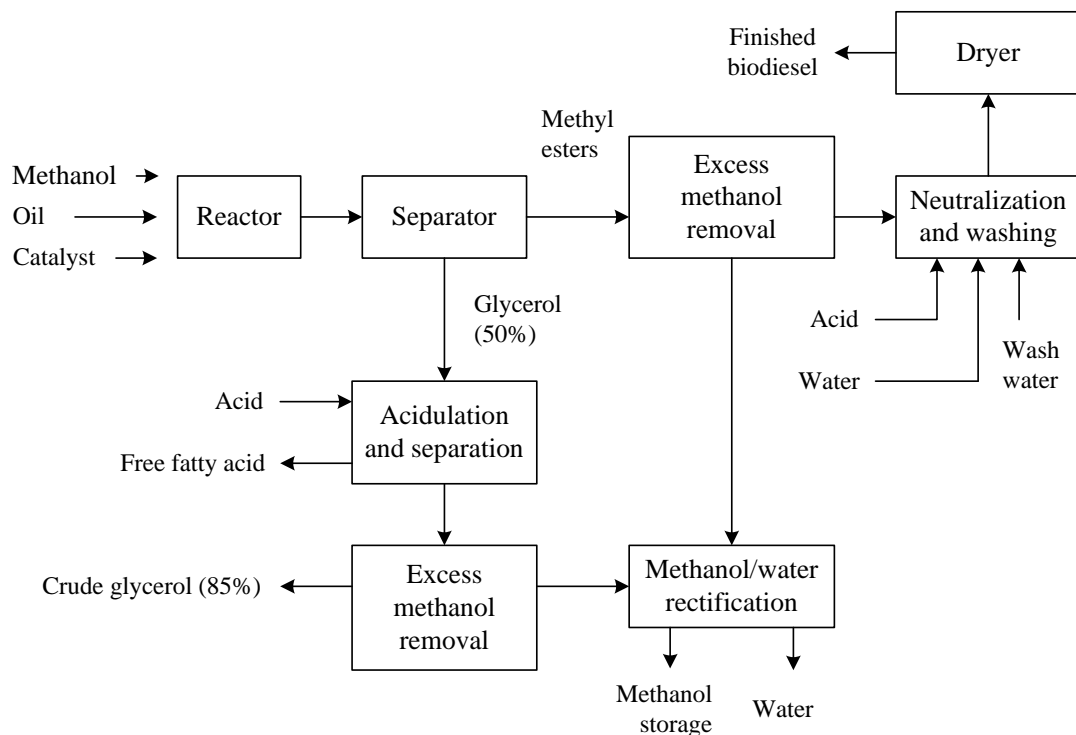 Finished
biodiesel
Dryer
Methyl
esters
Methanol
Oil
Catalyst
Reactor
Separator
Excess
methanol
removal
Neutralization
and washing
Glycerol
(50%)
Acid
Water
Wash
water
Acid
Free fatty acid
Acidulation
and separation
Crude glycerol (85%)
Excess
methanol
removal
Methanol/water
rectification
Methanol
storage
Water